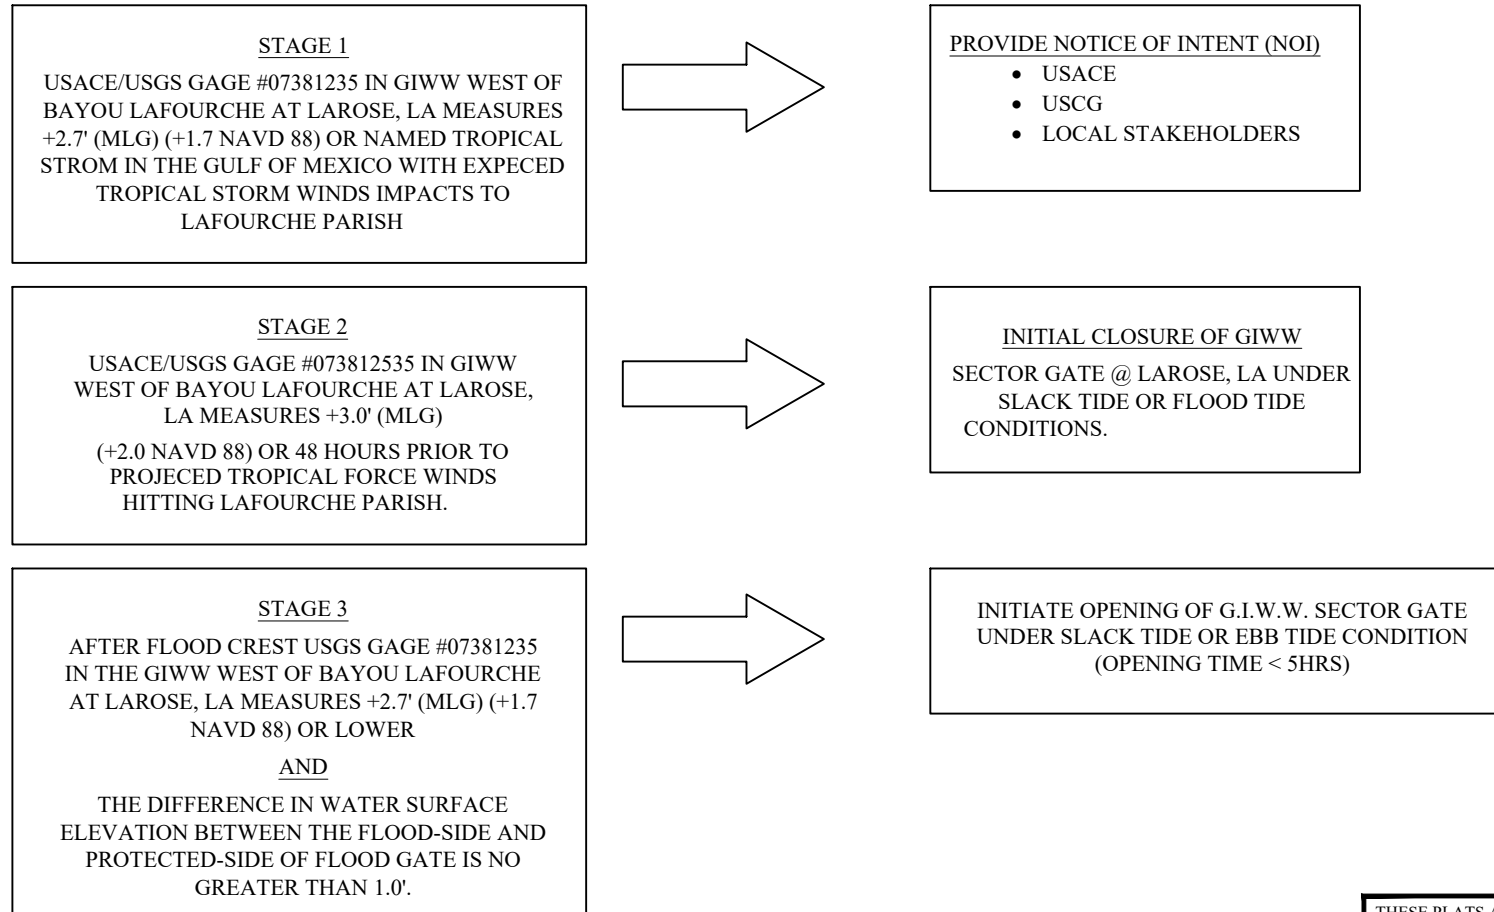 STAGE 1
USACE/USGS GAGE #07381235 IN GIWW WEST OF
BAYOU LAFOURCHE AT LAROSE, LA MEASURES
+2.7' (MLG) (+1.7 NAVD 88) OR NAMED TROPICAL
STROM IN THE GULF OF MEXICO WITH EXPECED
TROPICAL STORM WINDS IMPACTS TO
LAFOURCHE PARISH
PROVIDE NOTICE OF INTENT (NOI)
• USACE
• USCG
• LOCAL STAKEHOLDERS
STAGE 2
USACE/USGS GAGE #073812535 IN GIWW
WEST OF BAYOU LAFOURCHE AT LAROSE,
LA MEASURES +3.0' (MLG)
(+2.0 NAVD 88) OR 48 HOURS PRIOR TO
PROJECED TROPICAL FORCE WINDS
HITTING LAFOURCHE PARISH.
INITIAL CLOSURE OF GIWW
SECTOR GATE @ LAROSE, LA UNDER
SLACK TIDE OR FLOOD TIDE
CONDITIONS.
STAGE 3
AFTER FLOOD CREST USGS GAGE #07381235
IN THE GIWW WEST OF BAYOU LAFOURCHE
AT LAROSE, LA MEASURES +2.7' (MLG) (+1.7
NAVD 88) OR LOWER
AND
THE DIFFERENCE IN WATER SURFACE
ELEVATION BETWEEN THE FLOOD-SIDE AND
PROTECTED-SIDE OF FLOOD GATE IS NO
GREATER THAN 1.0'.
INITIATE OPENING OF G.I.W.W. SECTOR GATE
UNDER SLACK TIDE OR EBB TIDE CONDITION
(OPENING TIME < 5HRS)
THESE PLATS